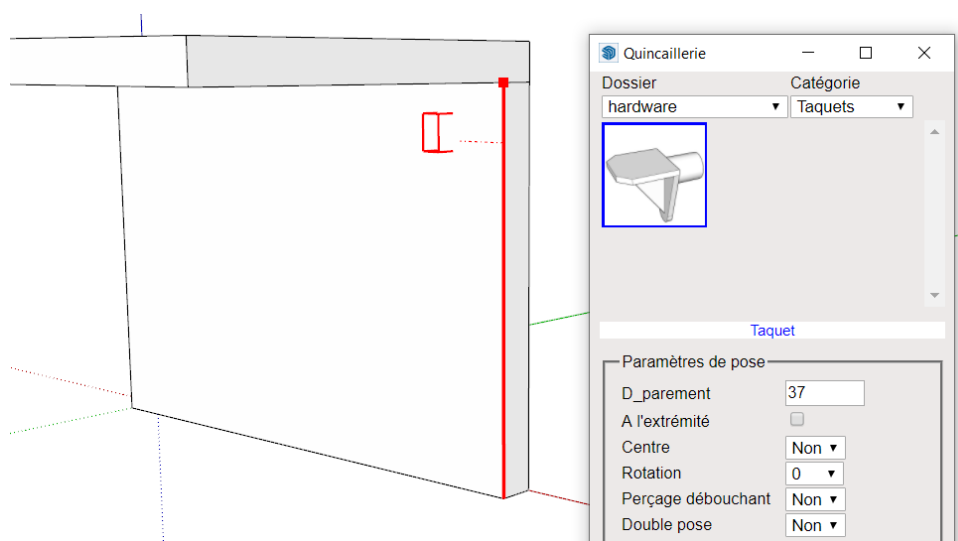 Quincaillerie
Dossier Catégorie
hardware Taquets
Taquet
Paramètres de pose
D_parement 37
A l'extrémité
Centre Non
Rotation 0
Perçage débouchant Non
Double pose Non